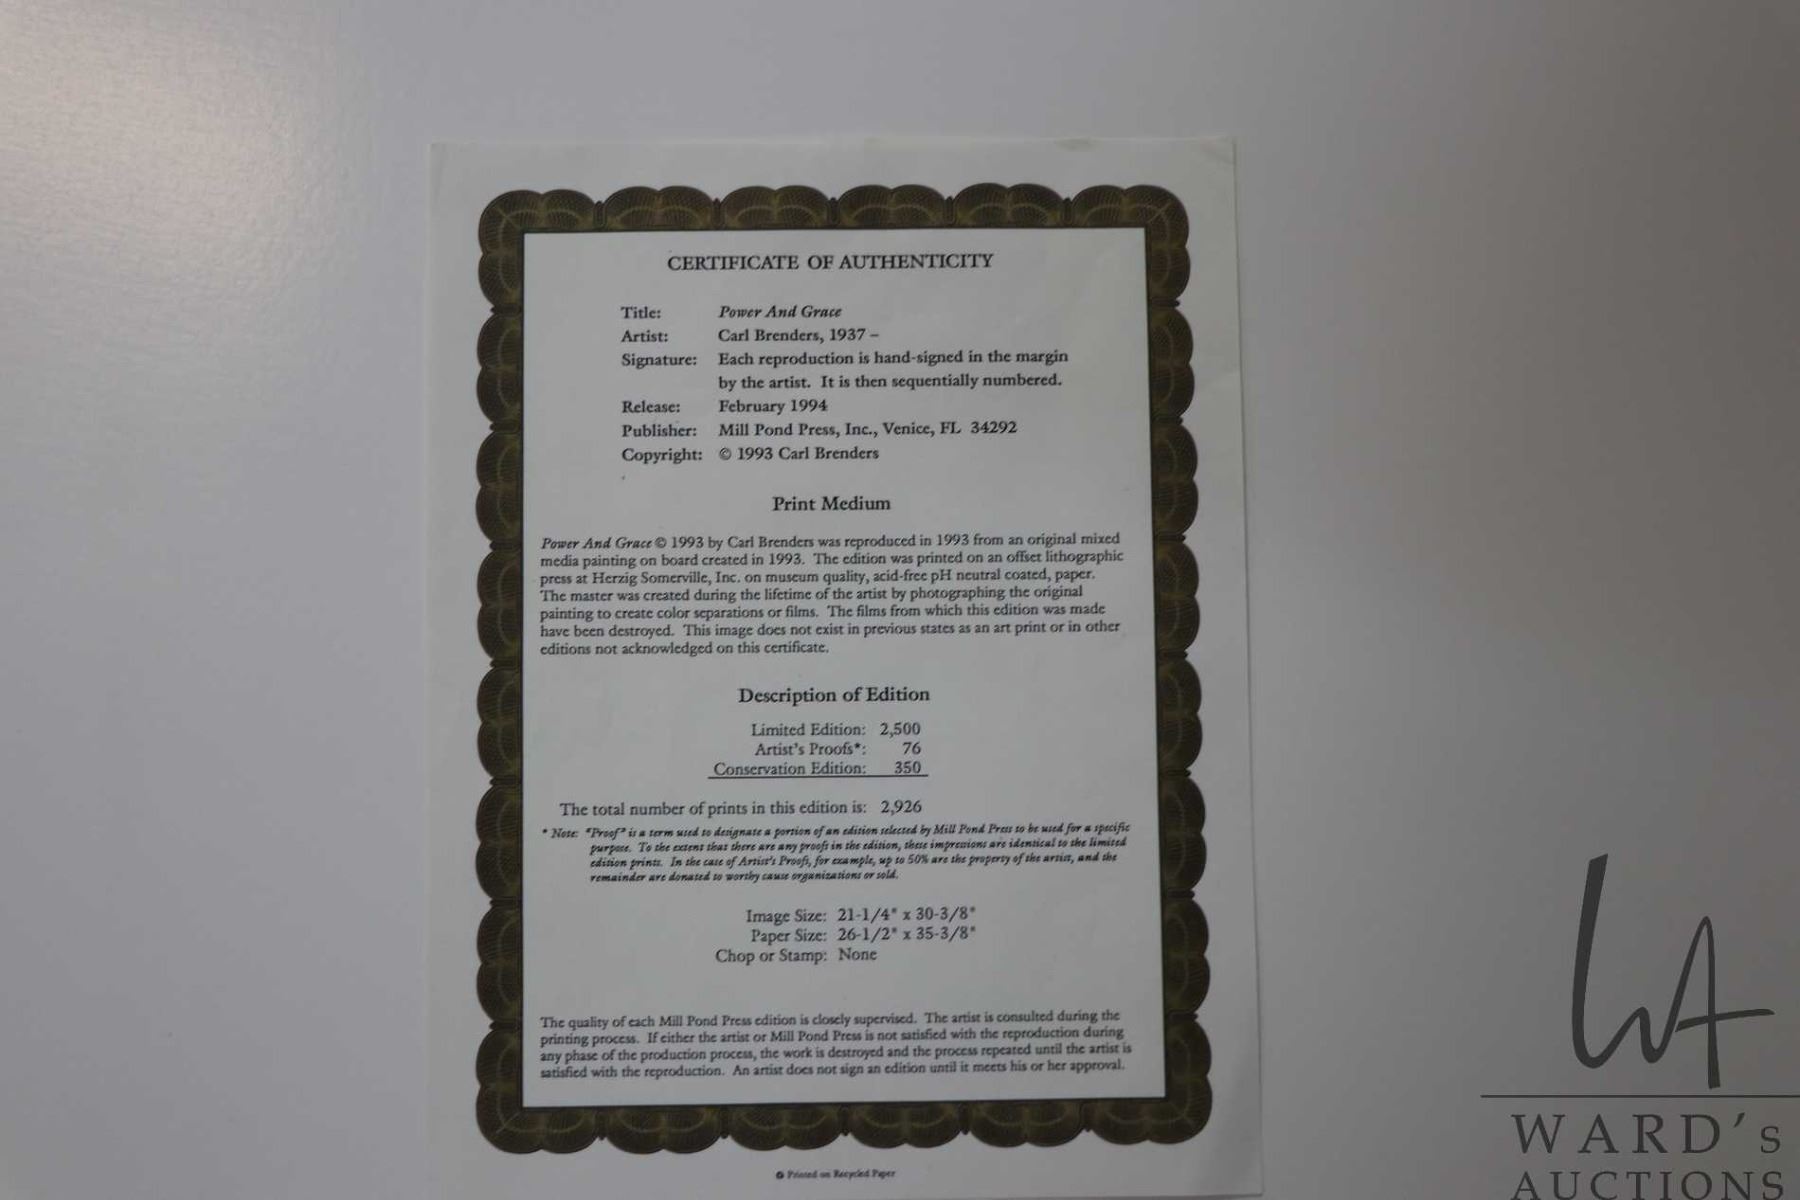 CERTIFICATE OF AUTHENTICITY
Title: Power And Grace
Artist: Carl Brenders, 1937 –
Signature: Each reproduction is hand-signed in the margin
by the artist. It is then sequentially numbered.
Release: February 1994
Publisher: Mill Pond Press, Inc., Venice, FL 34292
Copyright: © 1993 Carl Brenders
Print Medium
Power And Grace © 1993 by Carl Brenders was reproduced in 1993 from an original mixed
media painting on board created in 1993. The edition was printed on an offset lithographic
press at Herzig Somerville, Inc. on museum quality, acid-free pH neutral coated, paper.
The master was created during the lifetime of the artist by photographing the original
painting to create color separations or films. The films from which this edition was made
have been destroyed. This image does not exist in previous states as an art print or in other
editions not acknowledged on this certificate.
Description of Edition
Limited Edition: 2,500
Artist's Proofs*: 76
Conservation Edition: 350
The total number of prints in this edition is: 2,926
* Note: "Proof" is a term used to designate a portion of an edition selected by Mill Pond Press to be used for a specific
purpose. To the extent that there are any proofs in the edition, these impressions are identical to the limited
edition prints. In the case of Artist's Proofs, for example, up to 50% are the property of the artist, and the
remainder are donated to worthy cause organizations or sold.
Image Size: 21-1/4" x 30-3/8"
Paper Size: 26-1/2" x 35-3/8"
Chop or Stamp: None
The quality of each Mill Pond Press edition is closely supervised. The artist is consulted during the
printing process. If either the artist or Mill Pond Press is not satisfied with the reproduction during
any phase of the production process, the work is destroyed and the process repeated until the artist is
satisfied with the reproduction. An artist does not sign an edition until it meets his or her approval.
Printed on Recycled Paper
WA
WARD's
AUCTIONS